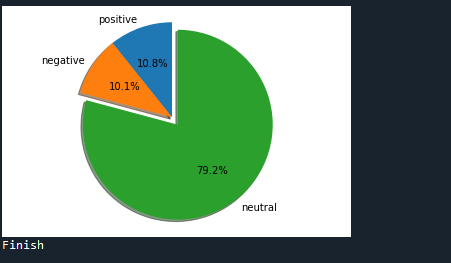 positive
negative
10.8%
10.1%
79.2%
neutral
Finish